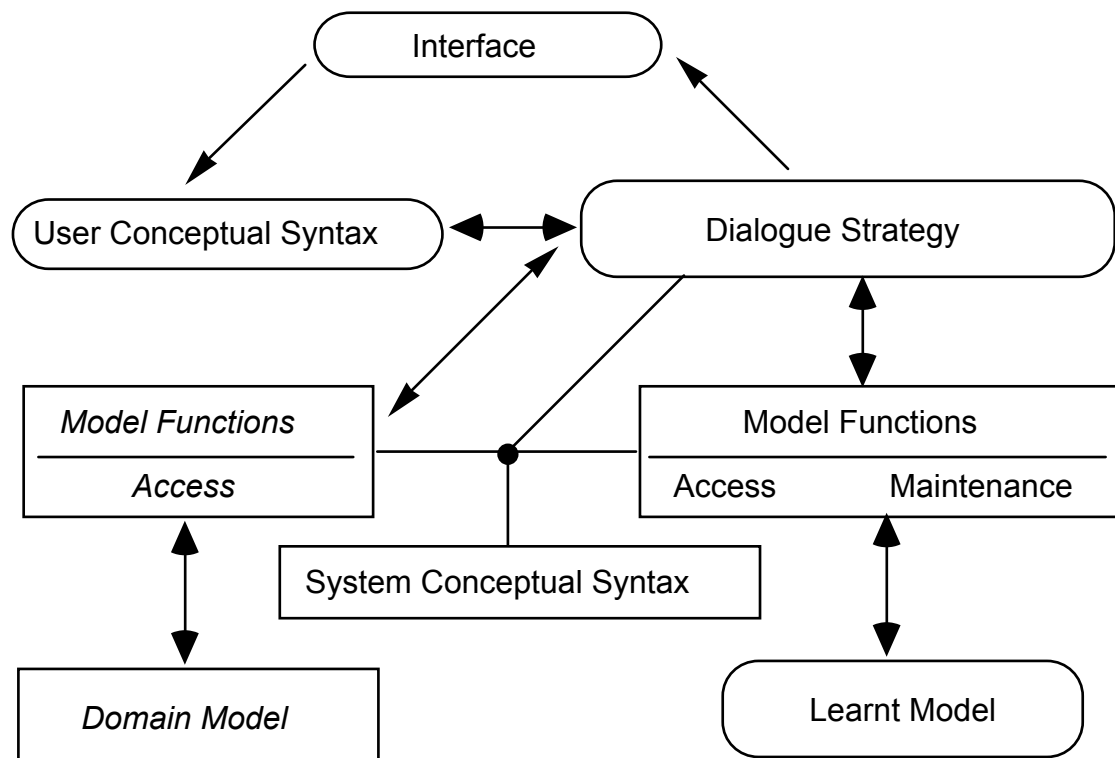 Interface
User Conceptual Syntax
Dialogue Strategy
Model Functions
Access
Model Functions
Access Maintenance
System Conceptual Syntax
Domain Model
Learnt Model